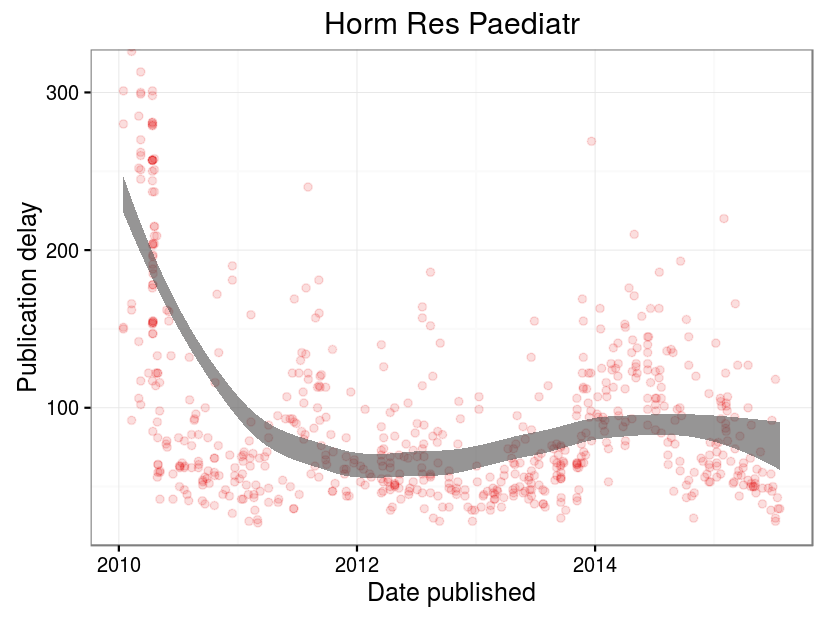 Horm Res Paediatr
Publication delay
300
200
100
2010 2012 2014
Date published